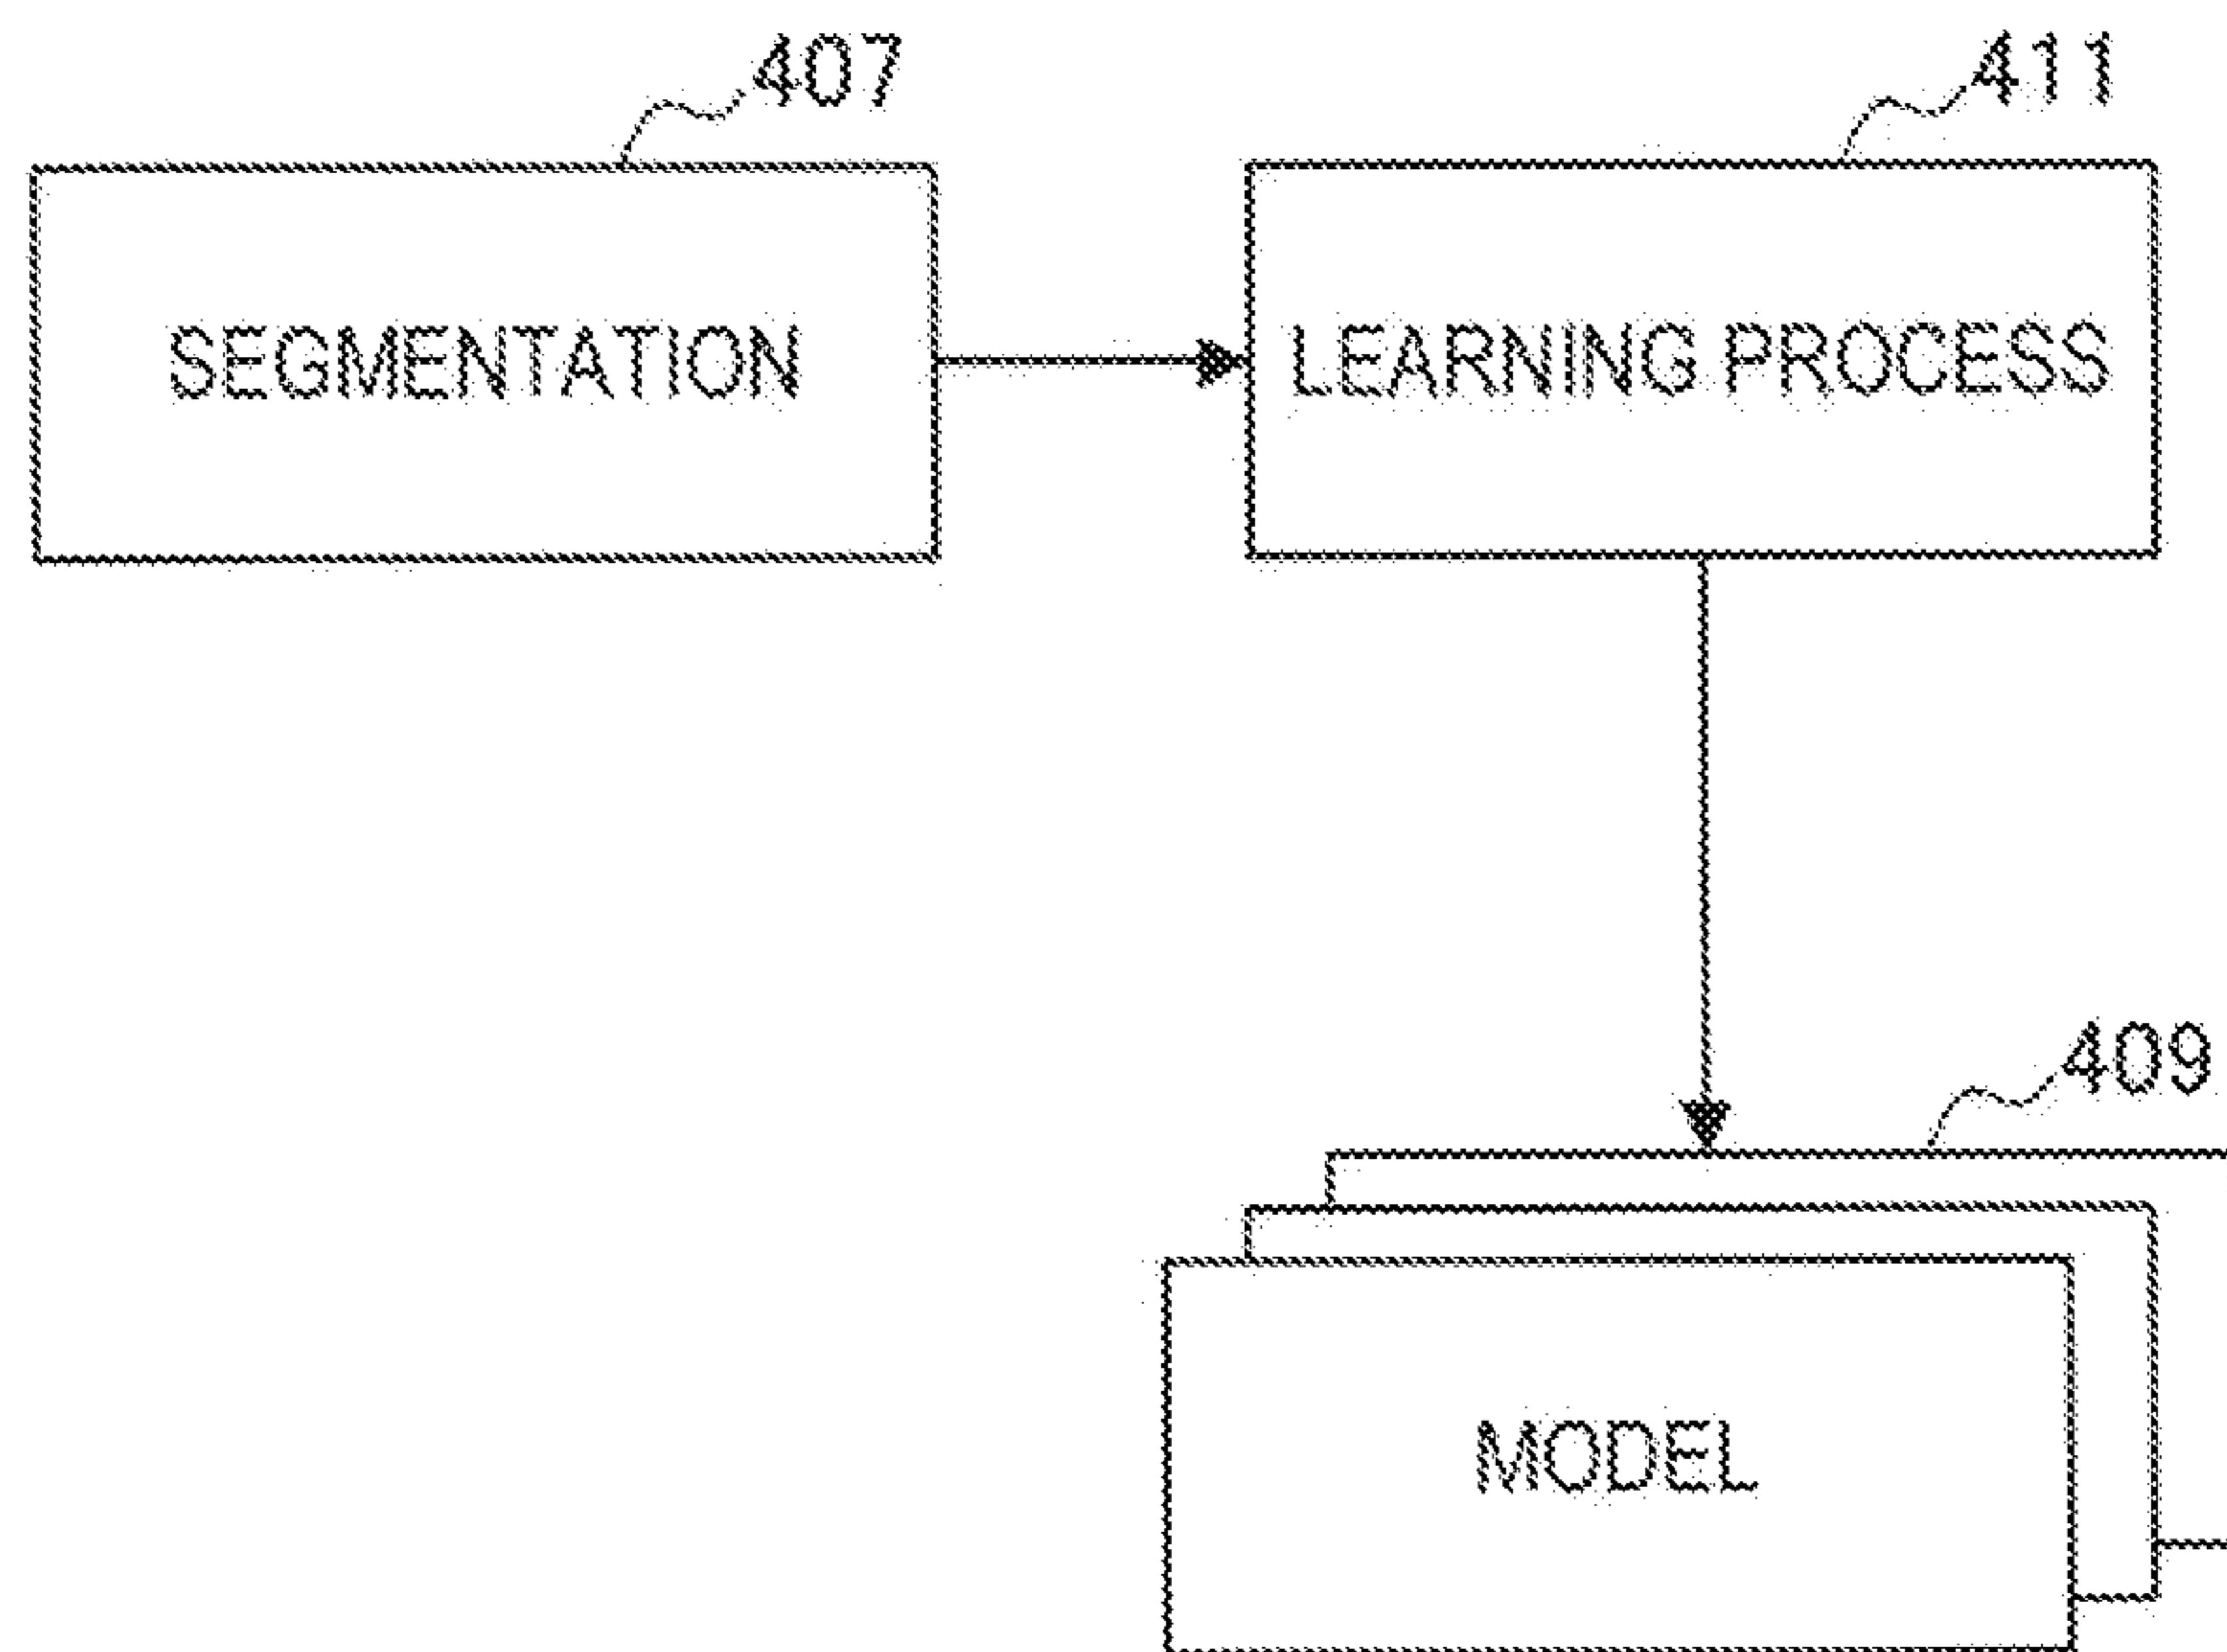 407
411
SEGMENTATION
LEARNING PROCESS
409
MODEL